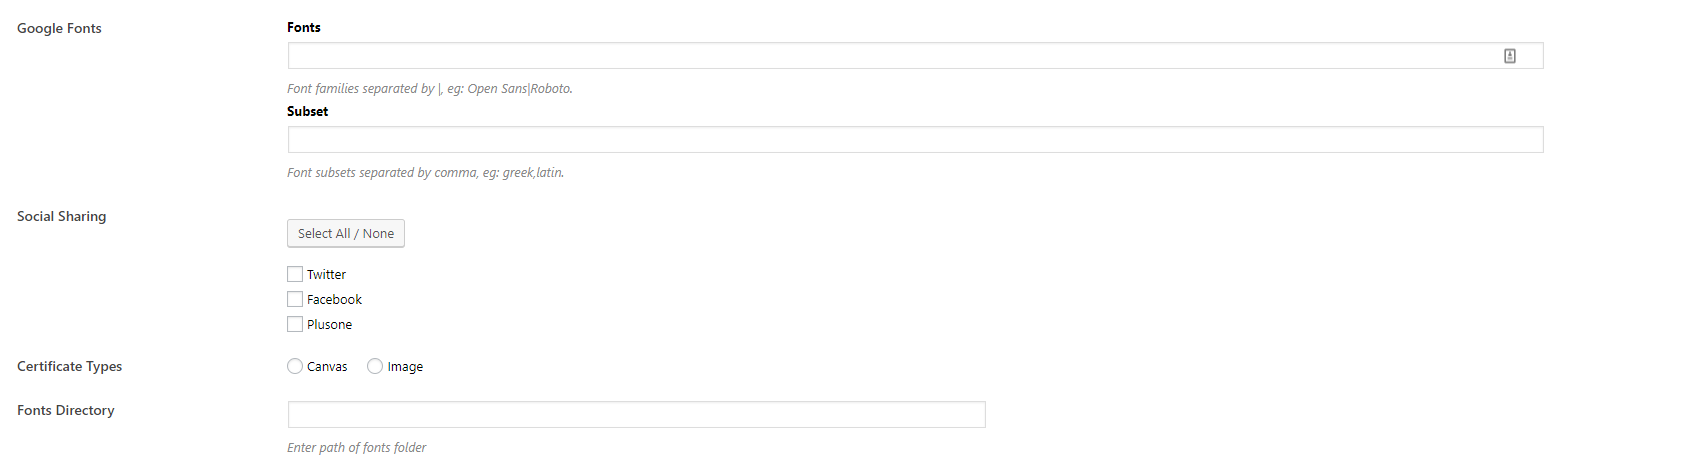 Google Fonts
Fonts
Font families separated by |, eg: Open Sans|Roboto.
Subset
Font subsets separated by comma, eg: greek,latin.
Social Sharing
Select All / None
Twitter
Facebook
Plusone
Certificate Types
Canvas Image
Fonts Directory
Enter path of fonts folder